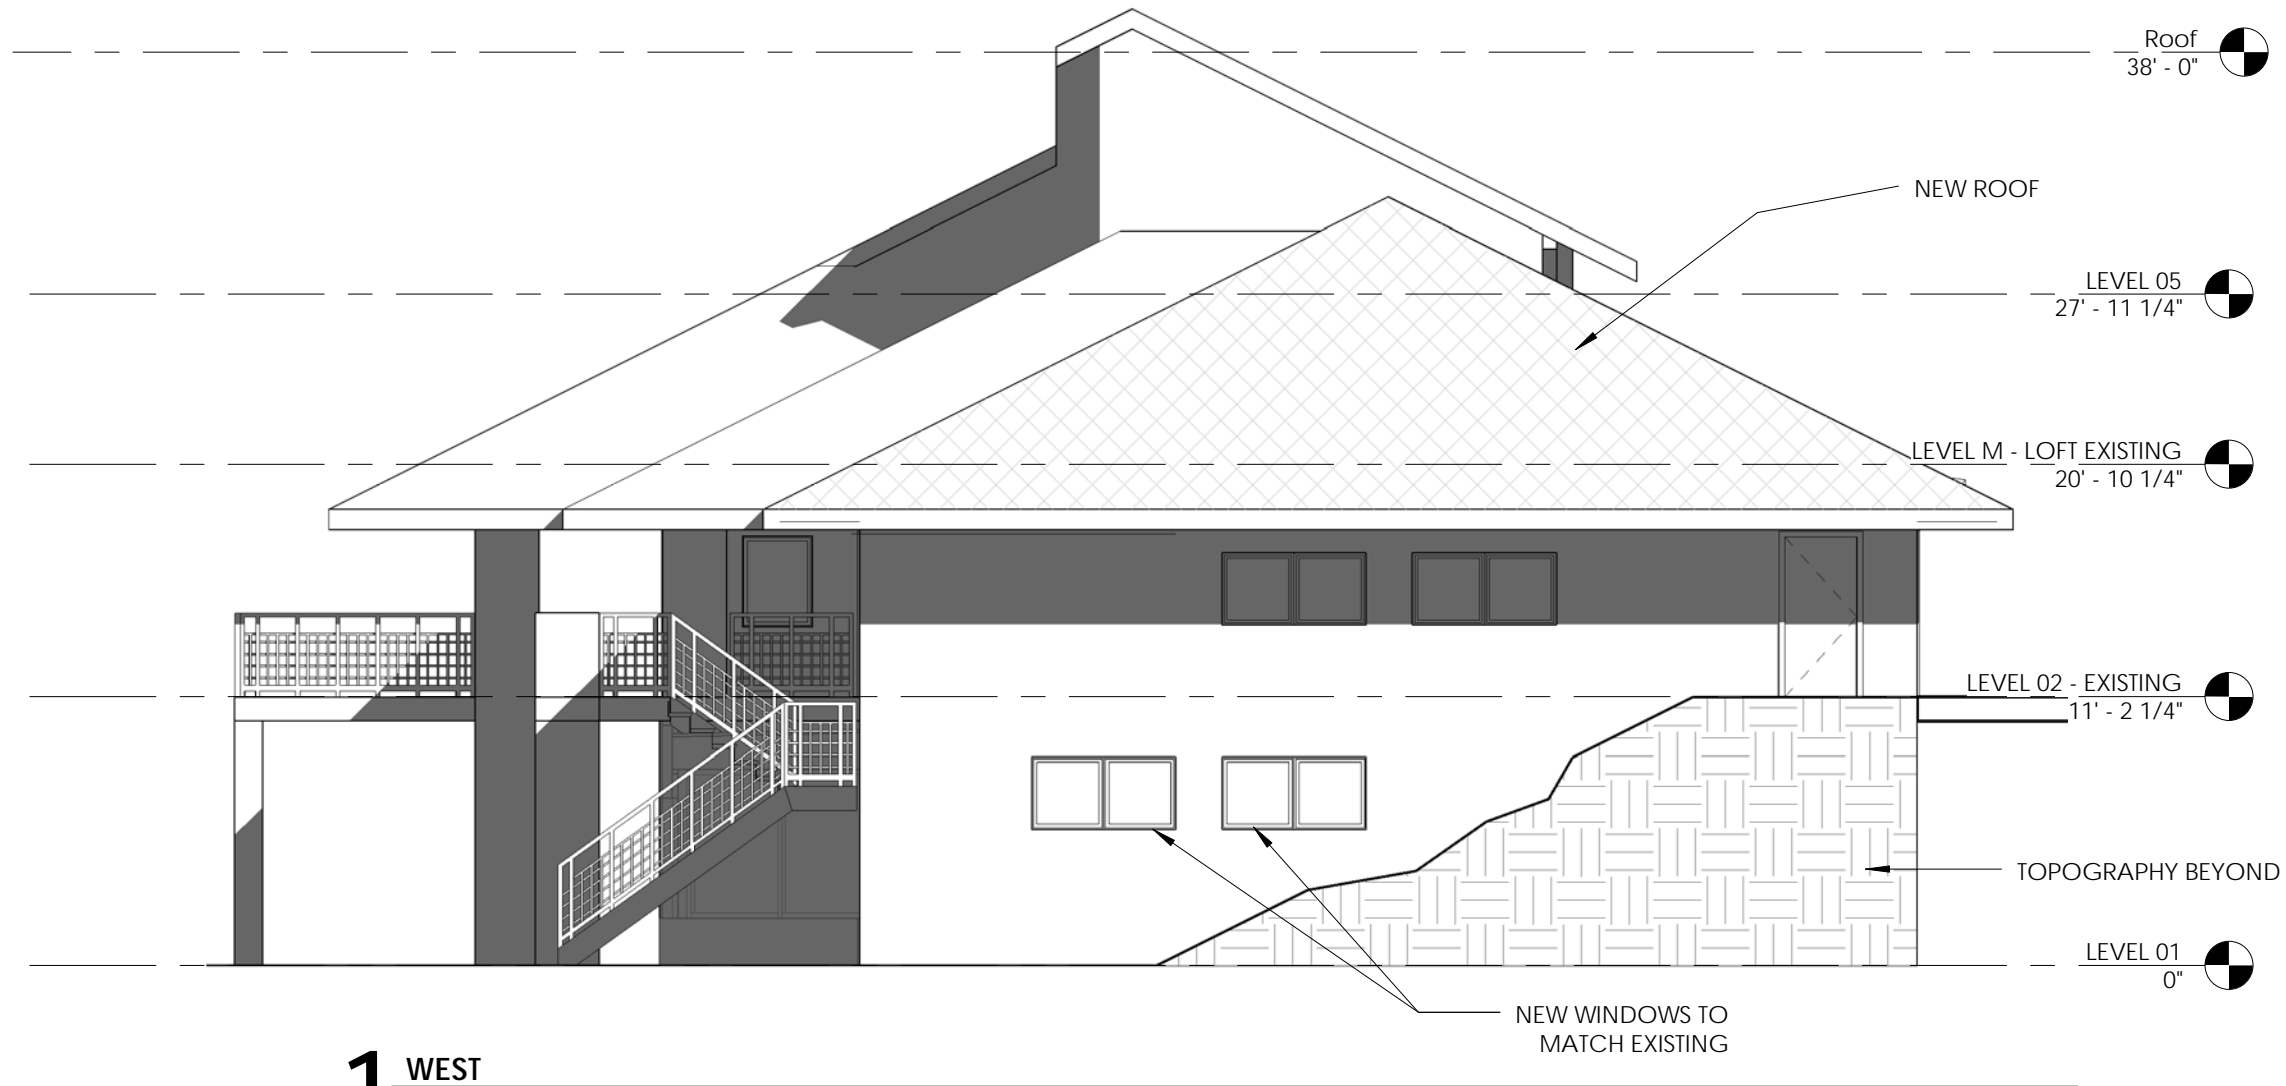 Roof
38' - 0"
NEW ROOF
LEVEL 05
27' - 11 1/4"
LEVEL M - LOFT EXISTING
20' - 10 1/4"
LEVEL 02 - EXISTING
11' - 2 1/4"
TOPOGRAPHY BEYOND
LEVEL 01
0"
NEW WINDOWS TO
MATCH EXISTING
1 WEST